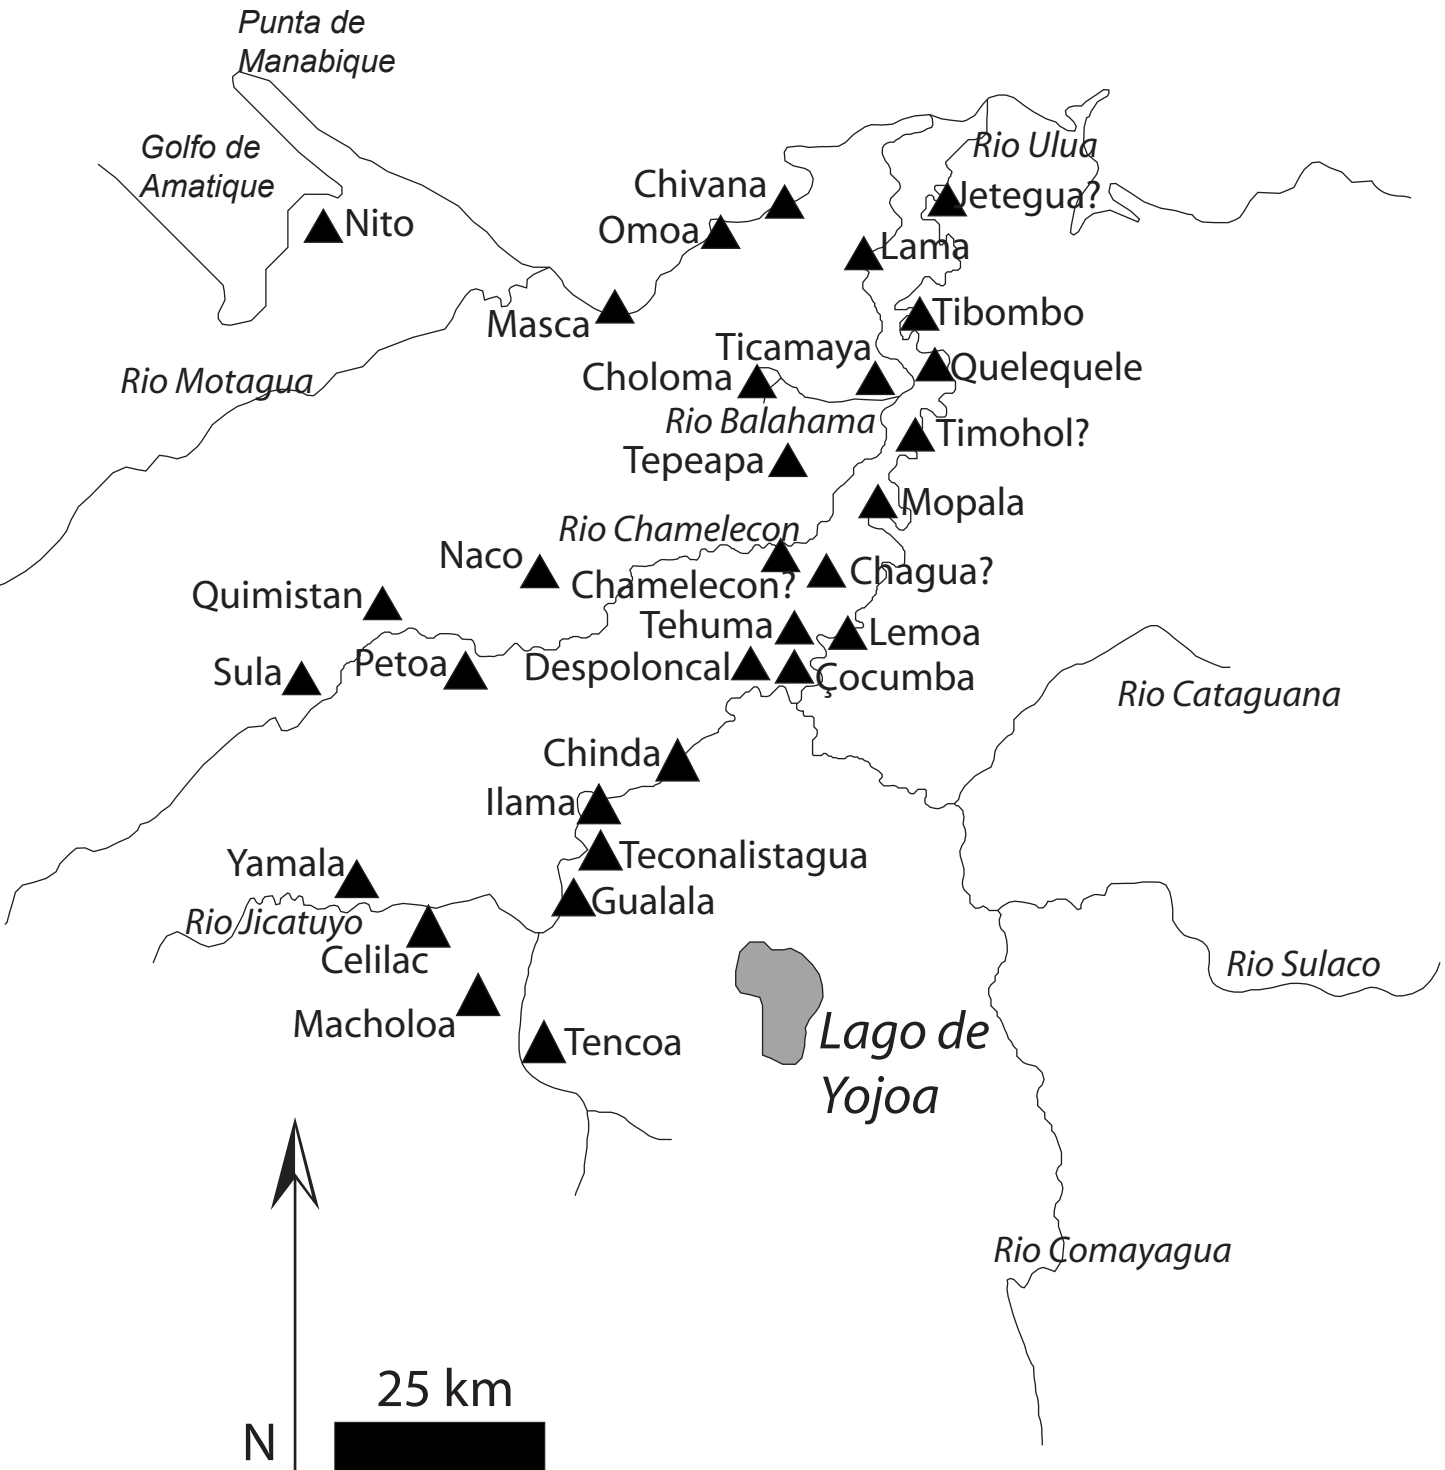 Punta de
Manabique
Golfo de
Amatique
Rio Ulua
Chivana
Jetegua?
Nito
Omoa
Lama
Masca
Tibombo
Ticamaya
Quelequele
Choloma
Rio Motagua
Rio Balahama
Timohol?
Tepeapa
Mopala
Rio Chamelecon
Naco
Chamelecon?
Chagua?
Quimistan
Tehuma
Lemoa
Sula
Petoa
Despoloncal
Çocumba
Rio Cataguana
Chinda
Ilama
Yamala
Teconalistagua
Gualala
Rio Jicatuyo
Celilac
Rio Sulaco
Macholoa
Tencoa
Lago de
Yojoa
Rio Comayagua
25 km
N